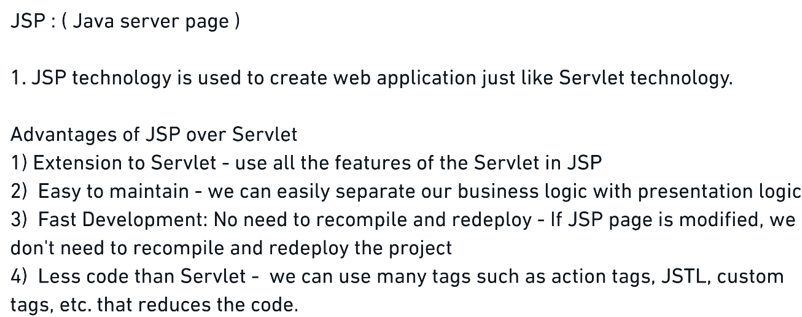 JSP : ( Java server page )
1. JSP technology is used to create web application just like Servlet technology.
Advantages of JSP over Servlet
1) Extension to Servlet - use all the features of the Servlet in JSP
2)  Easy to maintain - we can easily separate our business logic with presentation logic
3)  Fast Development: No need to recompile and redeploy - If JSP page is modified, we
don't need to recompile and redeploy the project
4)  Less code than Servlet -  we can use many tags such as action tags, JSTL, custom
tags, etc. that reduces the code.